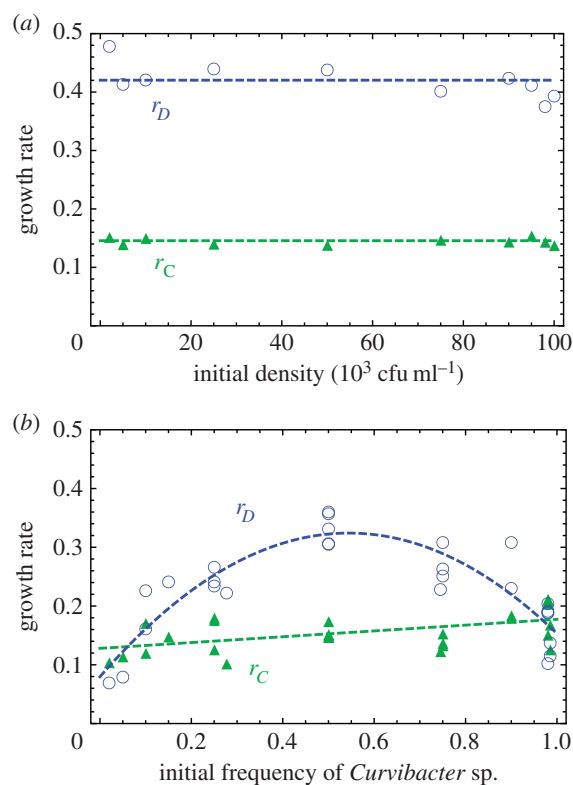 (a)
0.5
0.4
r_D
0.3
growth rate
0.2
r_C
0.1
0 20 40 60 80 100
initial density (10³ cfu ml⁻¹)
(b)
0.5
0.4
r_D
0.3
growth rate
0.2
0.1
r_C
0 0.2 0.4 0.6 0.8 1.0
initial frequency of Curvibacter sp.